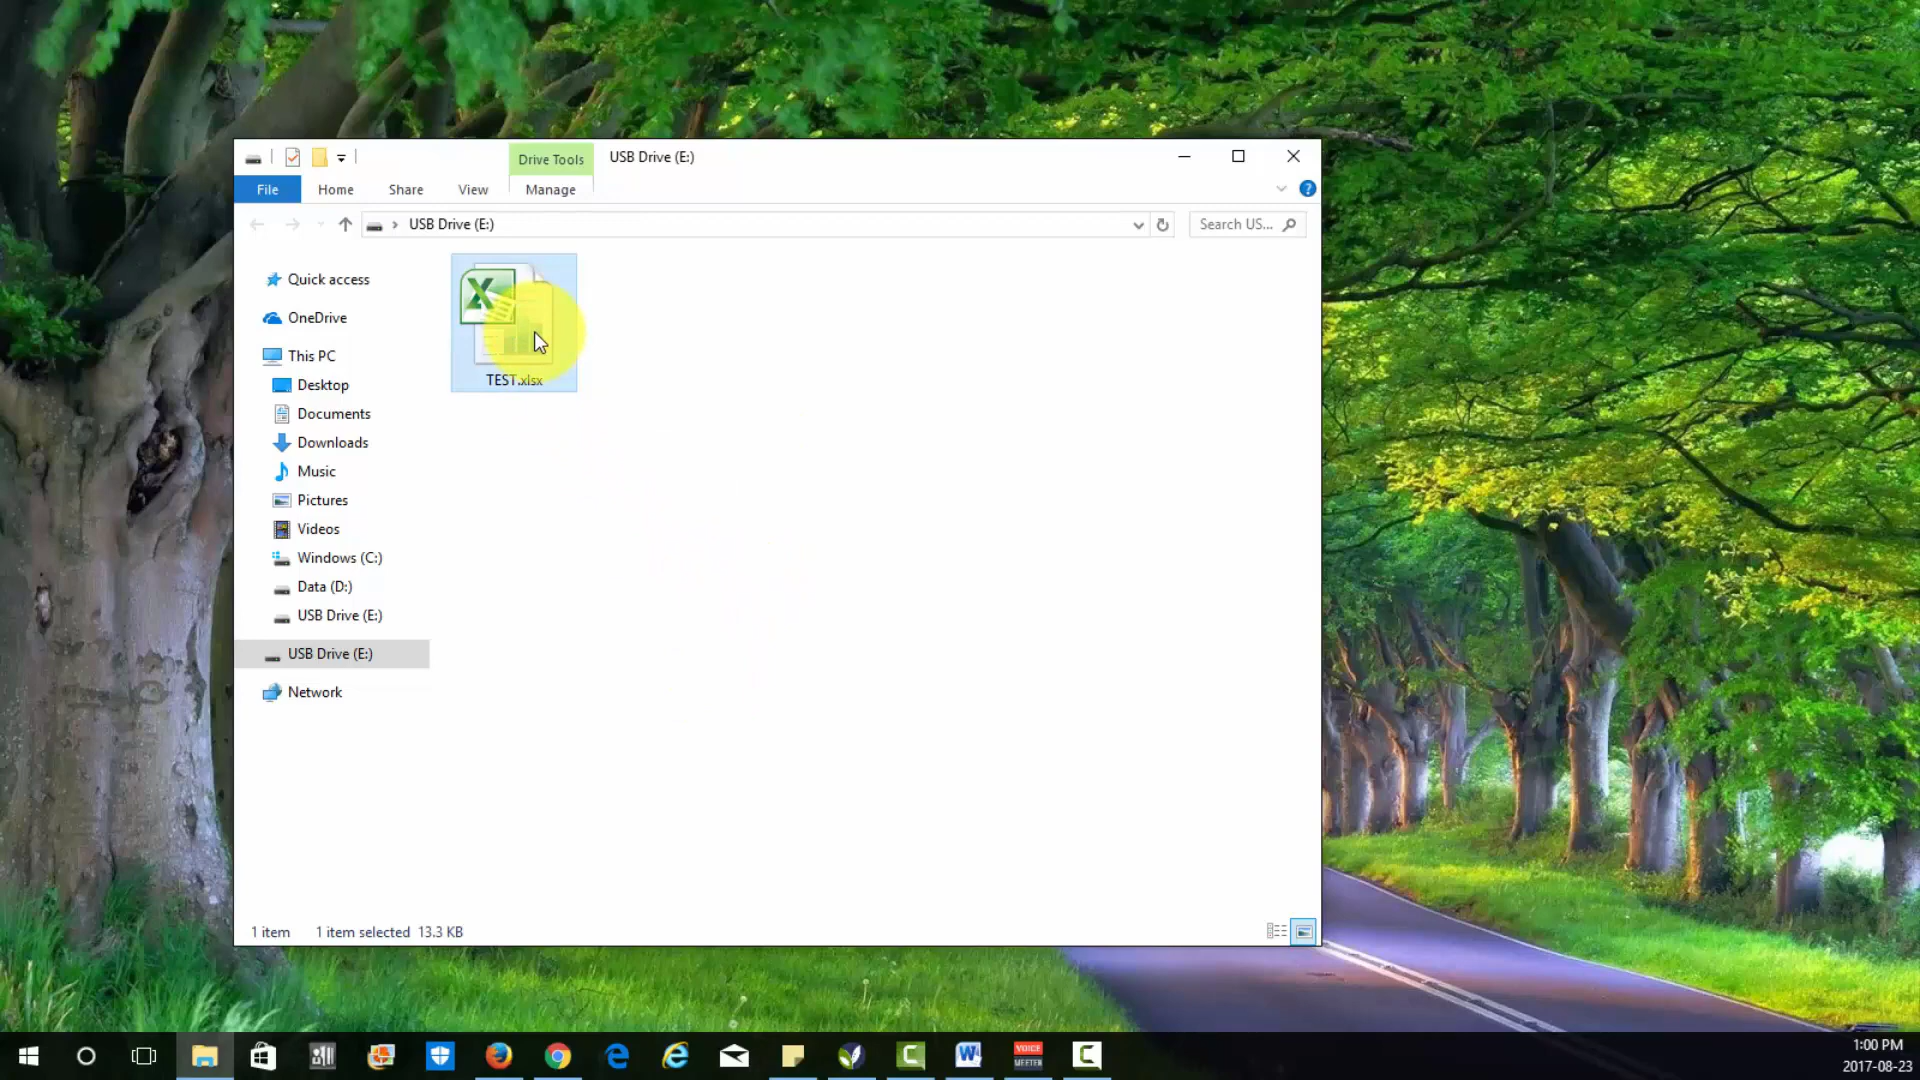 Drive Tools
USB Drive (E:)
File
Home
Share
View
Manage
?
USB Drive (E:)
Search US...
Quick access
OneDrive
This PC
Desktop
Documents
Downloads
Music
Pictures
Videos
Windows (C:)
Data (D:)
USB Drive (E:)
USB Drive (E:)
Network
TEST.xlsx
1 item
1 item selected 13.3 KB
VOICE
MEETER
1:00 PM
2017-08-23